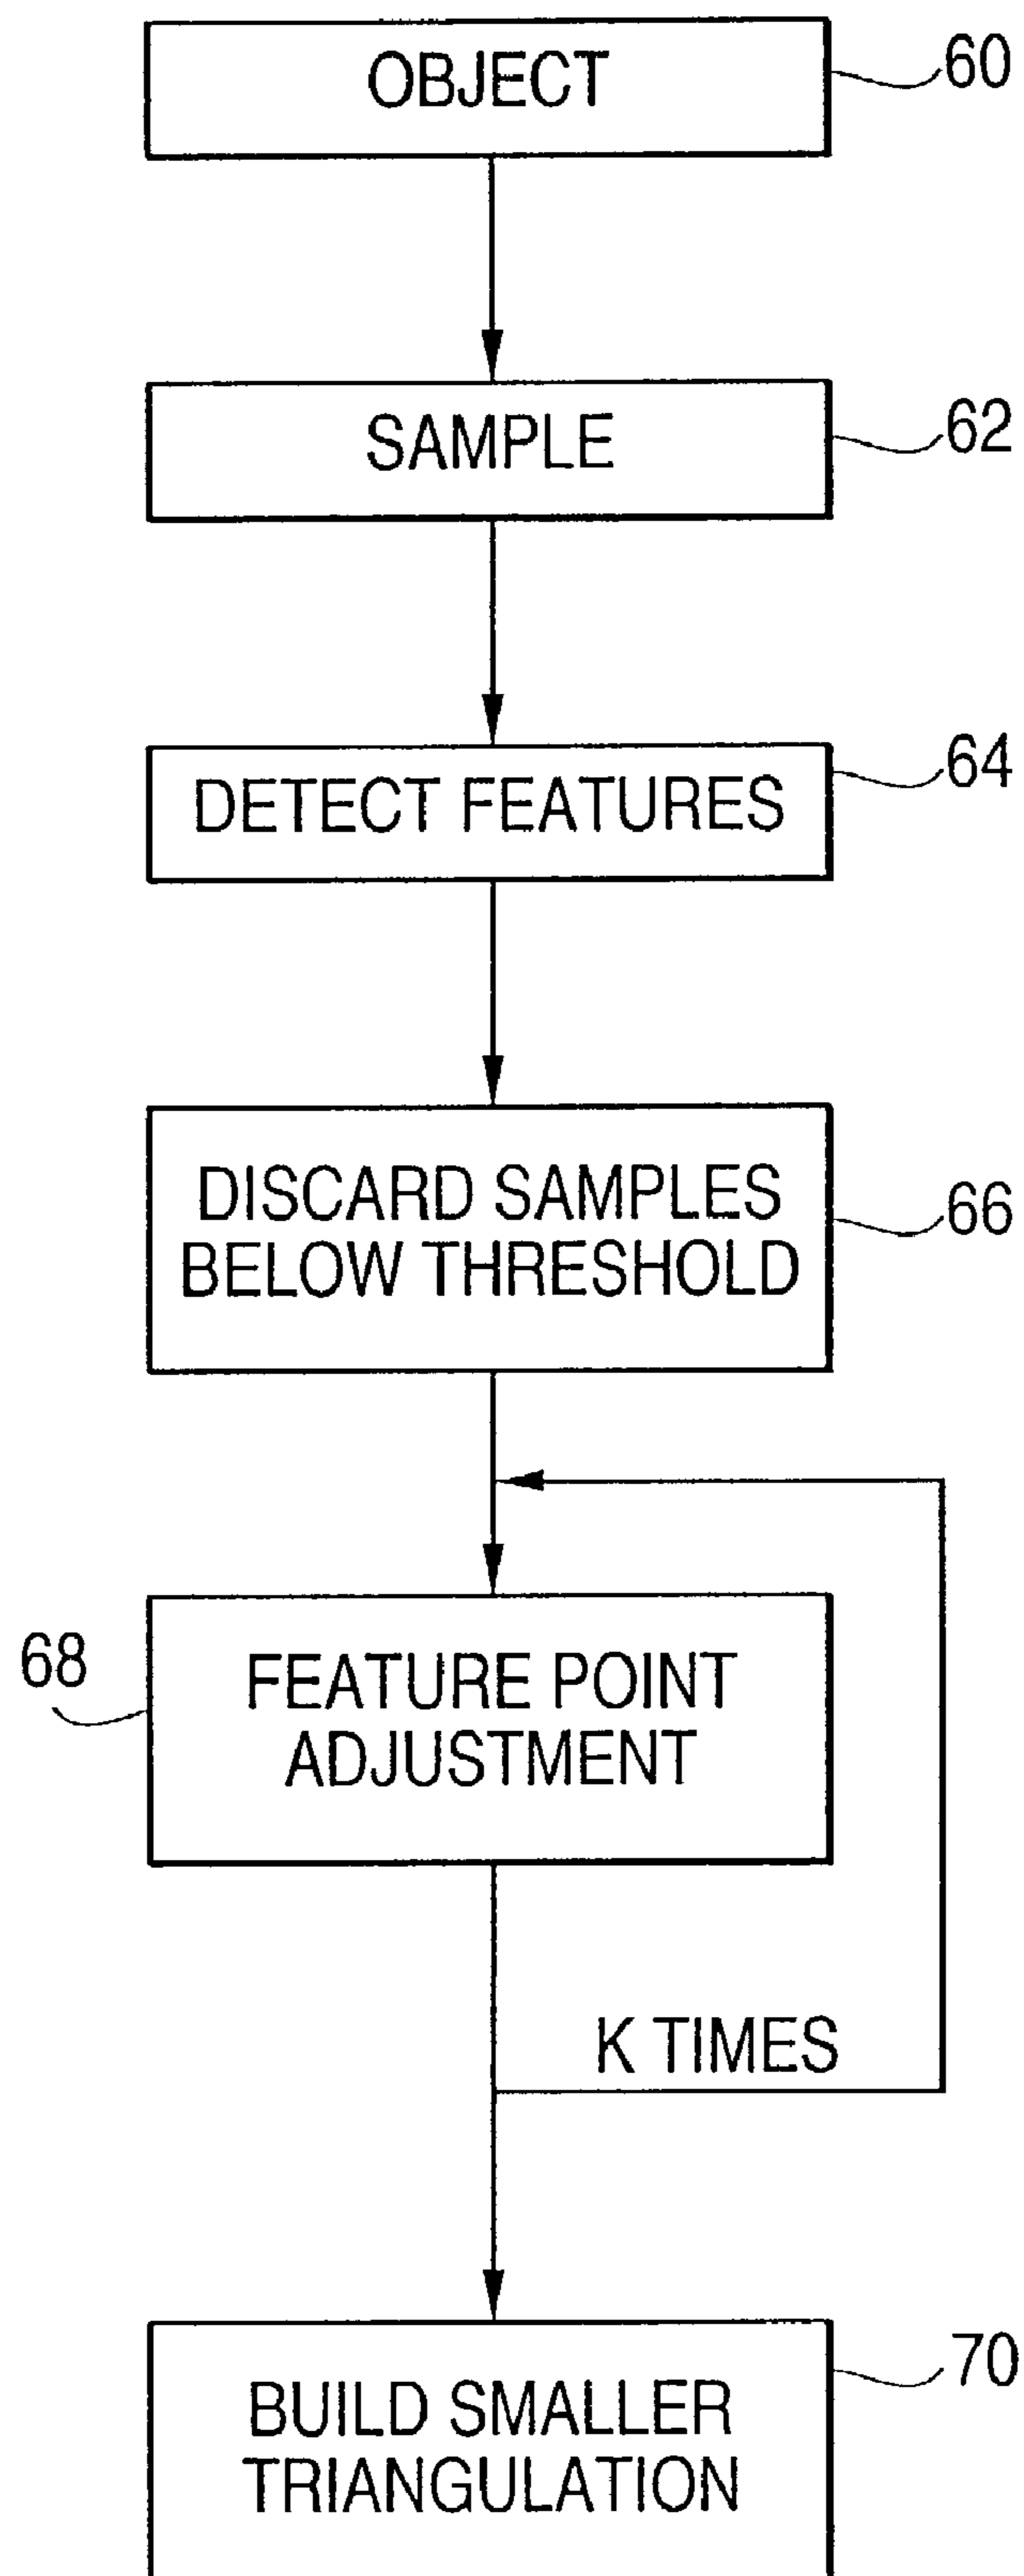 OBJECT
60
SAMPLE
62
DETECT FEATURES
64
DISCARD SAMPLES
BELOW THRESHOLD
66
68
FEATURE POINT
ADJUSTMENT
K TIMES
BUILD SMALLER
TRIANGULATION
70